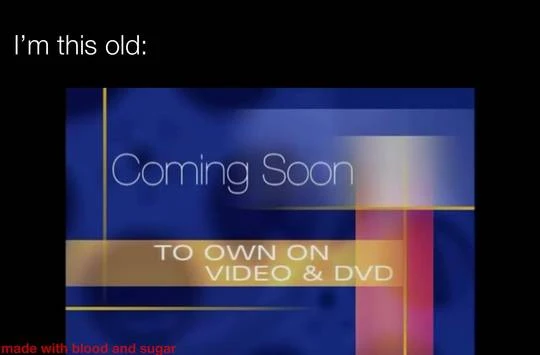 I'm this old:
Coming Soon
TO OWN ON
VIDEO & DVD
made with blood and sugar